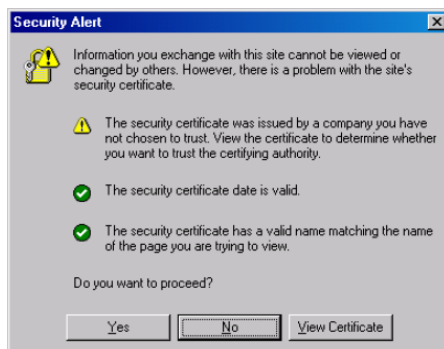 Security Alert
Information you exchange with this site cannot be viewed or
changed by others. However, there is a problem with the site's
security certificate.
The security certificate was issued by a company you have
not chosen to trust. View the certificate to determine whether
you want to trust the certifying authority.
The security certificate date is valid.
The security certificate has a valid name matching the name
of the page you are trying to view.
Do you want to proceed?
Yes No View Certificate